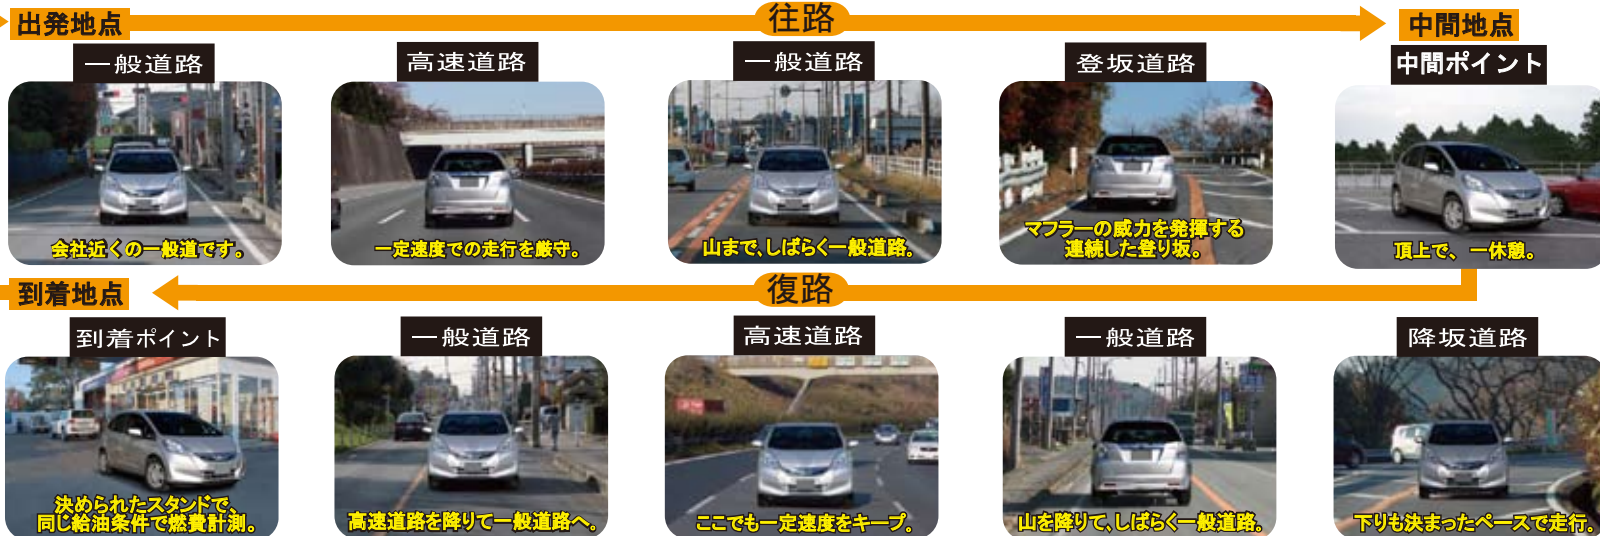 出発地点
往路
中間地点
一般道路
高速道路
一般道路
登坂道路
中間ポイント
会社近くの一般道です。
一定速度での走行を厳守。
山まで、しばらく一般道路。
マフラーの威力を発揮する
連続した登り坂。
頂上で、一休憩。
到着地点
復路
到着ポイント
一般道路
高速道路
一般道路
降坂道路
決められたスタンドで、
同じ給油条件で燃費計測。
高速道路を降りて一般道路へ。
ここでも一定速度をキープ。
山を降りて、しばらく一般道路。
下りも決まったペースで走行。